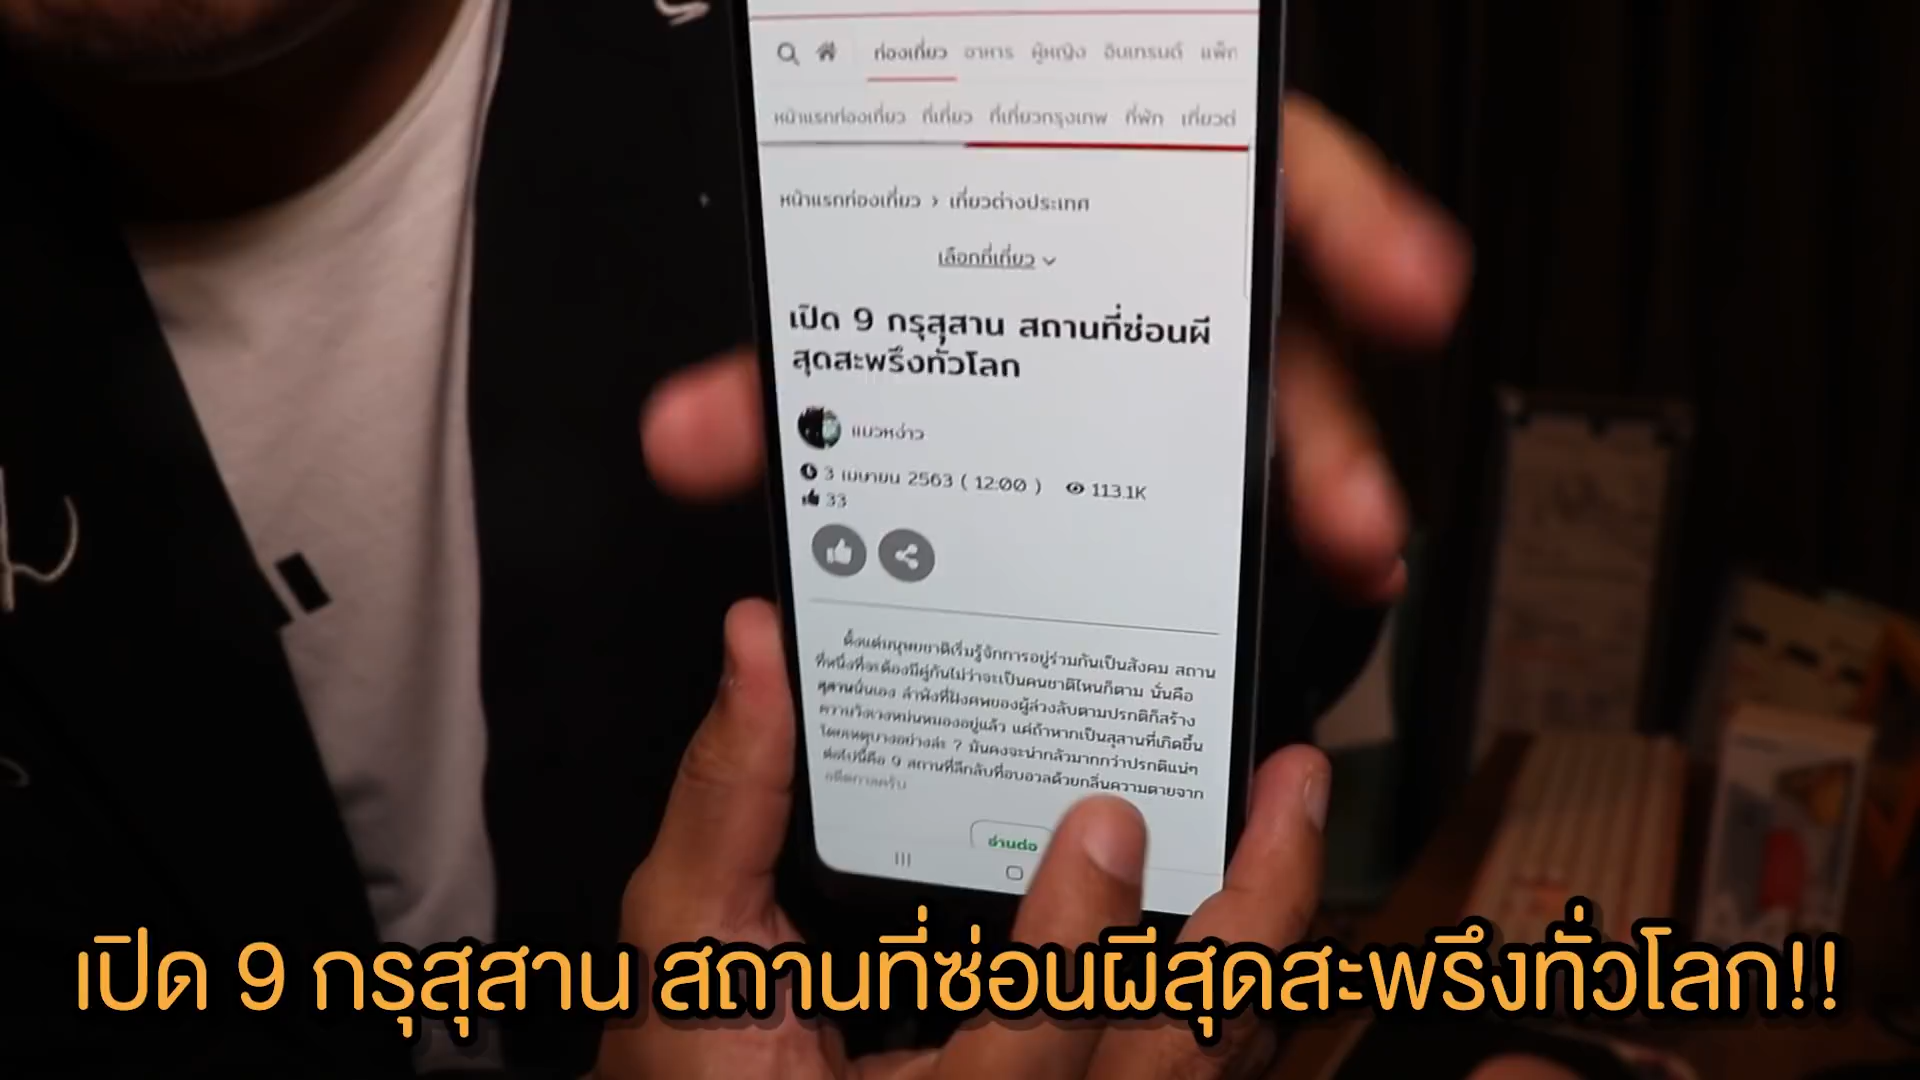 ท่องเที่ยว อาหาร ผู้หญิง อินเทรนด์ แพ็ก
หน้าแรกท่องเที่ยว ที่เที่ยว ที่เที่ยวกรุงเทพ ที่พัก เที่ยวต่
หน้าแรกท่องเที่ยว › เที่ยวต่างประเทศ
เลือกที่เที่ยว
เปิด 9 กรุสุสาน สถานที่ซ่อนผี
สุดสะพรึงทั่วโลก
แมวหง่าว
3 เมษายน 2563 ( 12:00 ) 113.1K
33
ตั้งแต่มนุษยชาติเริ่มรู้จักการอยู่ร่วมกันเป็นสังคม สถาน
ที่หนึ่งที่จะต้องมีคู่กันไม่ว่าจะเป็นคนชาติไหนก็ตาม นั่นคือ
สุสานนั่นเอง ลำพังที่ฝังศพของผู้ล่วงลับตามปรกติก็สร้าง
ความวังเวงหม่นหมองอยู่แล้ว แต่ถ้าหากเป็นสุสานที่เกิดขึ้น
โดยเหตุบางอย่างล่ะ ? มันคงจะน่ากลัวมากกว่าปรกติแน่ๆ
ต่อไปนี้คือ 9 สถานที่ลึกลับที่อบอวลด้วยกลิ่นความตายจาก
อดีตกาลครับ
อ่านต่อ
เปิด 9 กรุสุสาน สถานที่ซ่อนผีสุดสะพรึงทั่วโลก!!